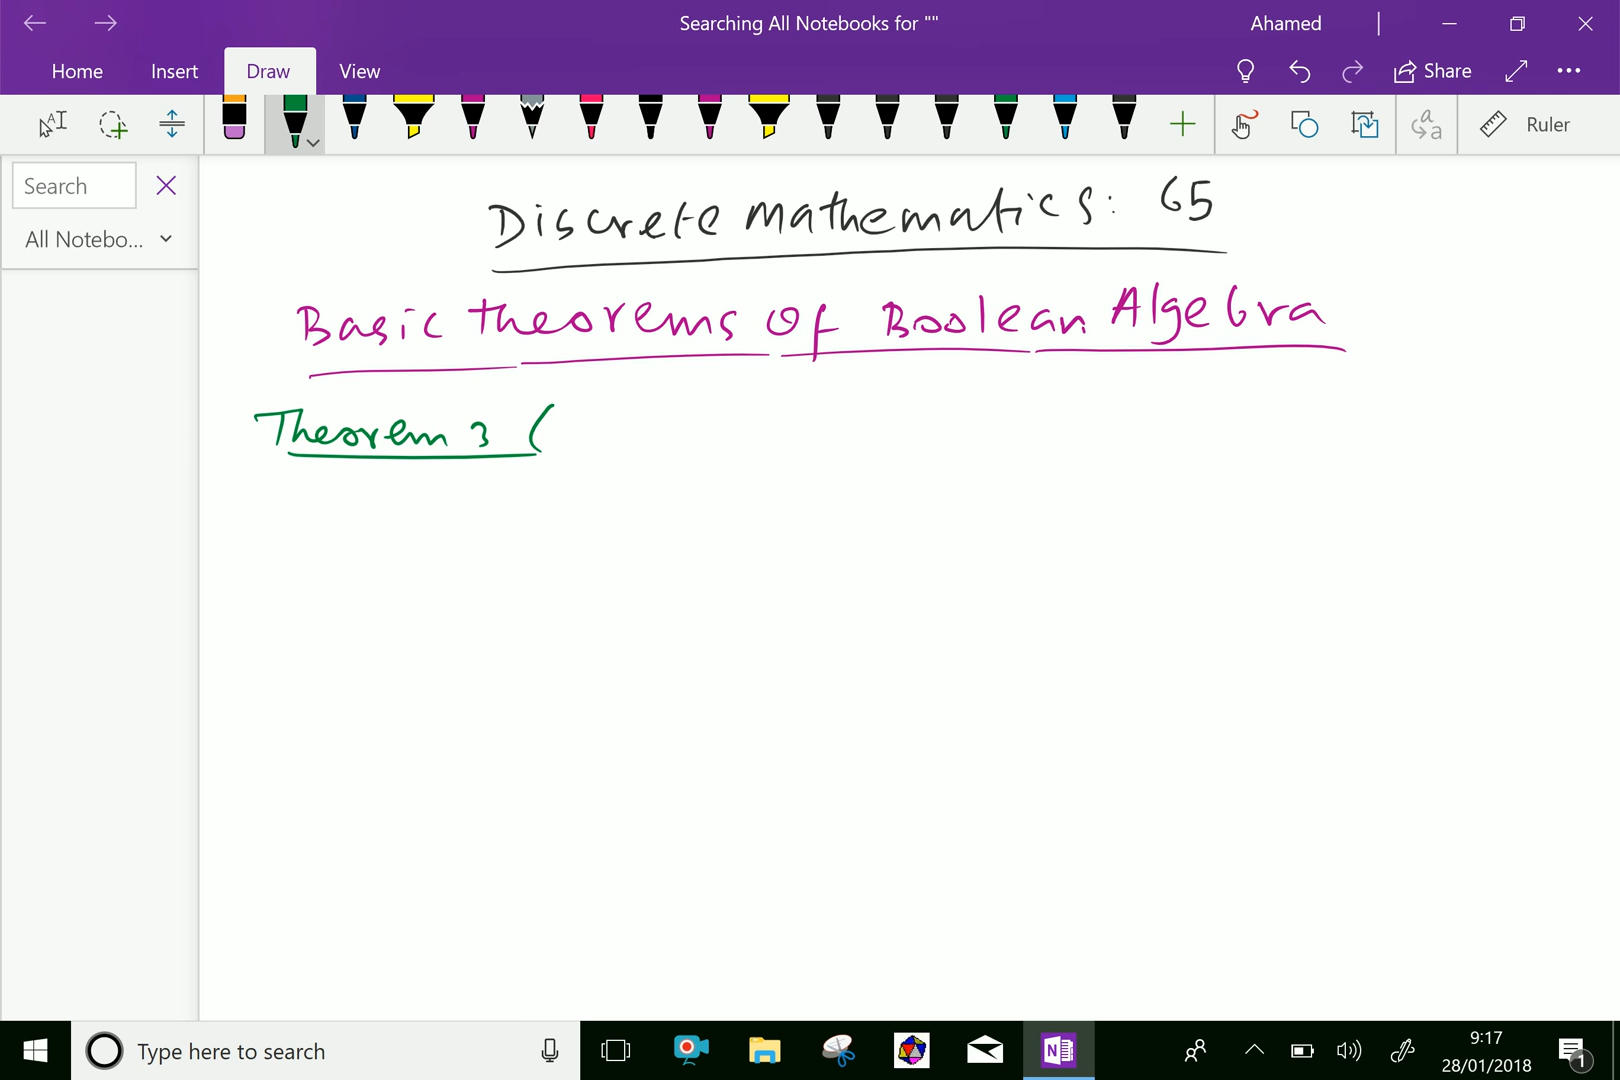 Searching All Notebooks for ""
Ahamed
Home Insert Draw View
Share
Ruler
Search
All Notebo...
Discrete Mathematics: 65
Basic theorems of Boolean Algebra
Theorem 3 (
Type here to search
9:17
28/01/2018
1